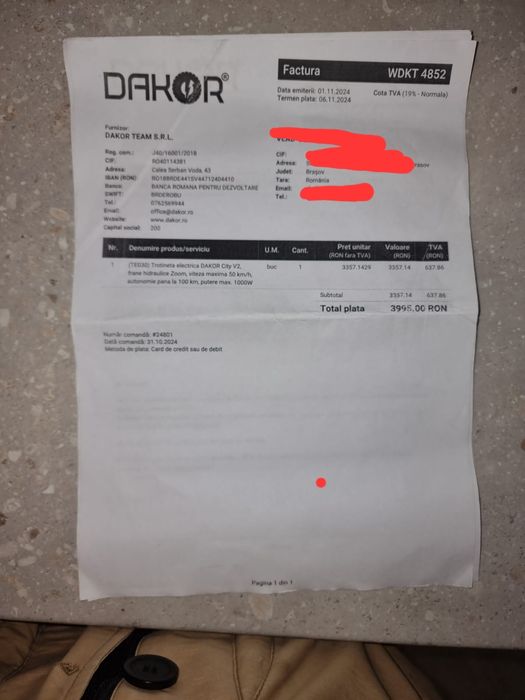 DAKOR®
Factura WDKT 4852
Data emiterii: 01.11.2024
Termen plata: 06.11.2024
Cota TVA (19% - Normala)
Furnizor:
DAKOR TEAM S.R.L.
Reg. com.: J40/16001/2018
CIF: RO40114381
Adresa: Calea Serban Voda, 43
IBAN (RON)
Banca: BANCA ROMANA PENTRU DEZVOLTARE
SWIFT: BRDEROBU
Tel.: 0762569944
Email: office@dakor.ro
Website: www.dakor.ro
Capital social: 200
CIF:
Adresa:
Judet: Brașov
Tara: România
Email:
Tel.:
Nr. Denumire produs/serviciu U.M. Cant. Pret unitar (RON fara TVA) Valoare (RON) TVA (RON)
1 (TE030) Trotineta electrica DAKOR City V2, buc 1 3357.1429 3357.14 637.86
frane hidraulice Zoom, viteza maxima 50 km/h,
autonomie pana la 100 km, putere max. 1000W
Subtotal 3357.14 637.86
Total plata 3995.00 RON
Număr comandă: #24801
Dată comandă: 31.10.2024
Metoda de plata: Card de credit sau de debit
Pagina 1 din 1